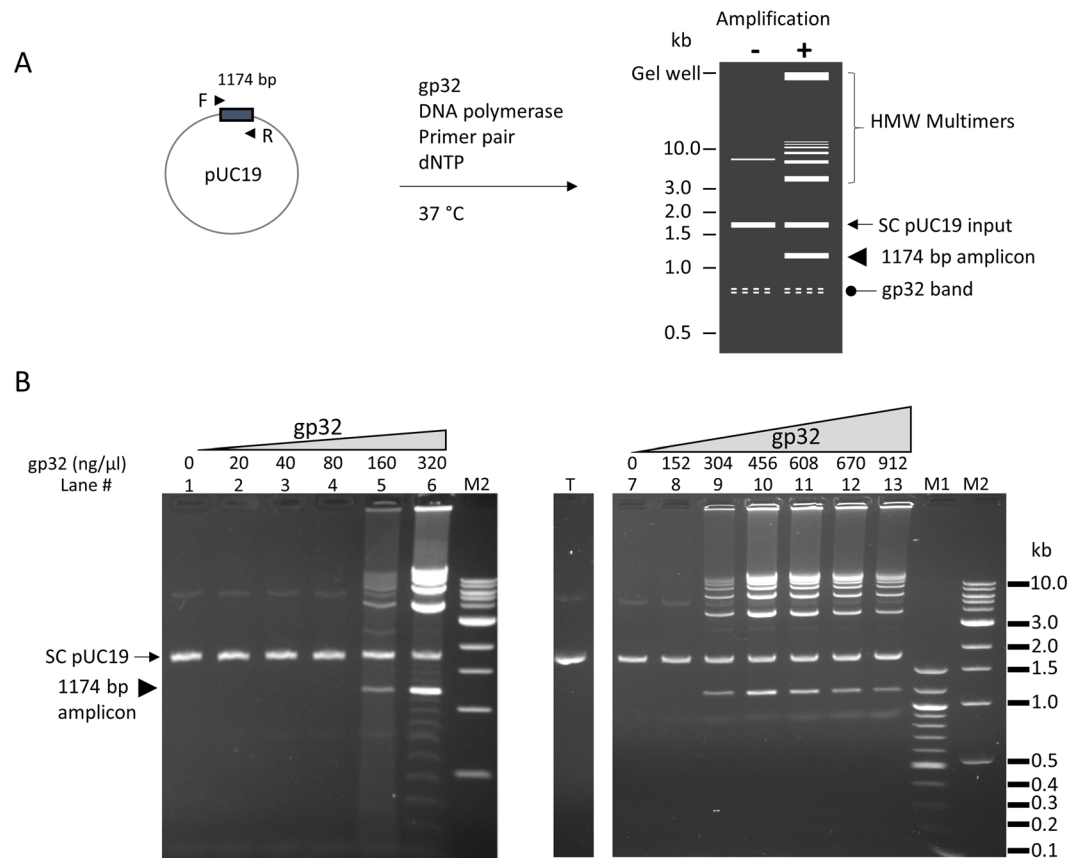 A
1174 bp
F
R
pUC19
gp32
DNA polymerase
Primer pair
dNTP
37 °C
Amplification
kb - +
Gel well
10.0
3.0
2.0
1.5
1.0
0.5
HMW Multimers
SC pUC19 input
1174 bp amplicon
gp32 band
B
gp32
gp32 (ng/µl) 0 20 40 80 160 320
Lane # 1 2 3 4 5 6 M2
SC pUC19
1174 bp
amplicon
T
gp32
0 152 304 456 608 670 912
7 8 9 10 11 12 13 M1 M2
kb
10.0
3.0
2.0
1.5
1.0
0.5
0.4
0.3
0.2
0.1